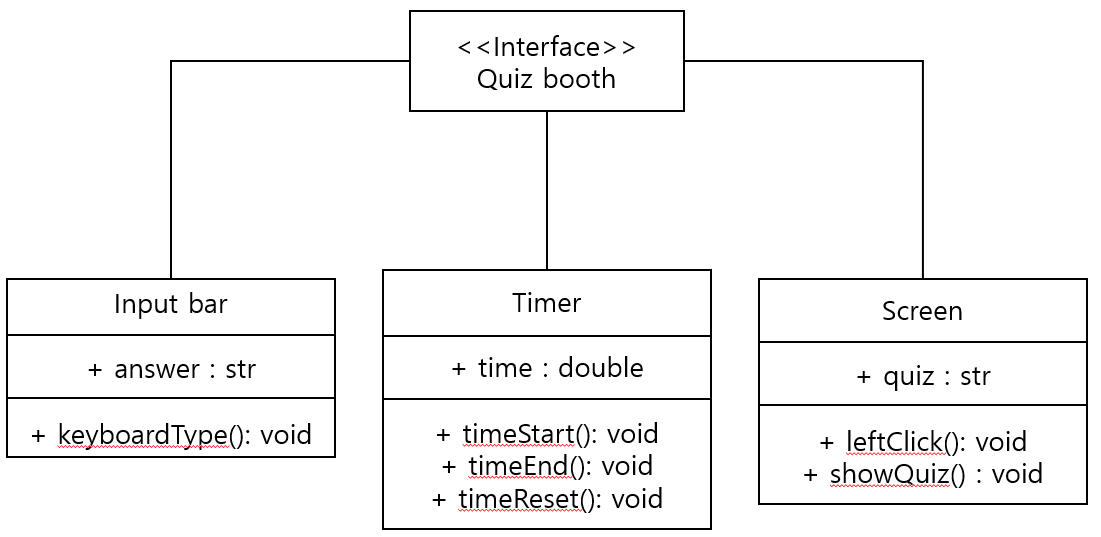 <<Interface>>
Quiz booth
Input bar
+ answer : str
+ keyboardType(): void
Timer
+ time : double
+ timeStart(): void
+ timeEnd(): void
+ timeReset(): void
Screen
+ quiz : str
+ leftClick(): void
+ showQuiz() : void